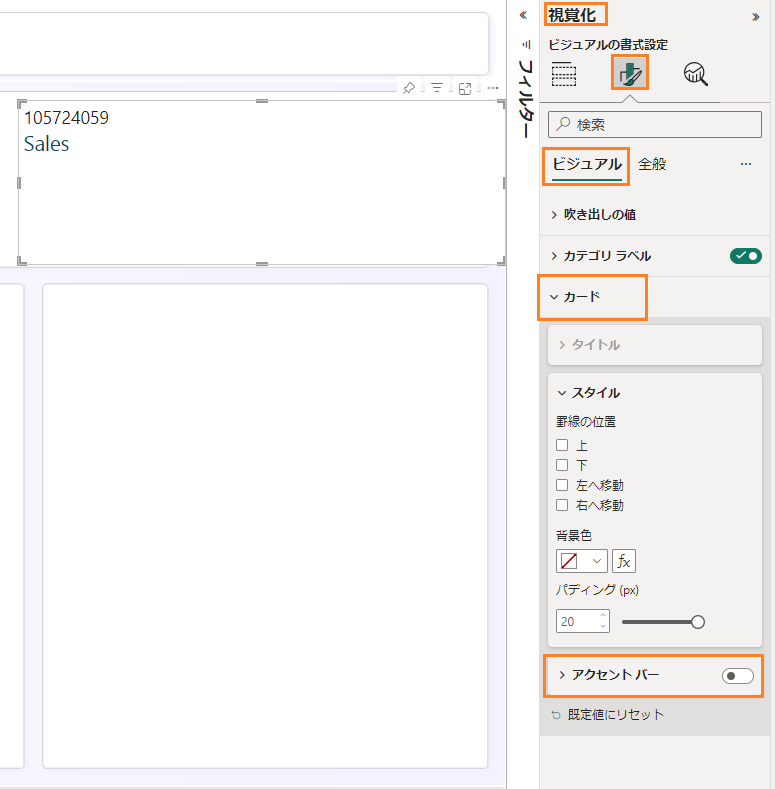 105724059
Sales
フィルター
視覚化
ビジュアルの書式設定
検索
ビジュアル
全般
吹き出しの値
カテゴリ ラベル
カード
タイトル
スタイル
罫線の位置
上
下
左へ移動
右へ移動
背景色
fx
パディング (px)
20
アクセント バー
既定値にリセット